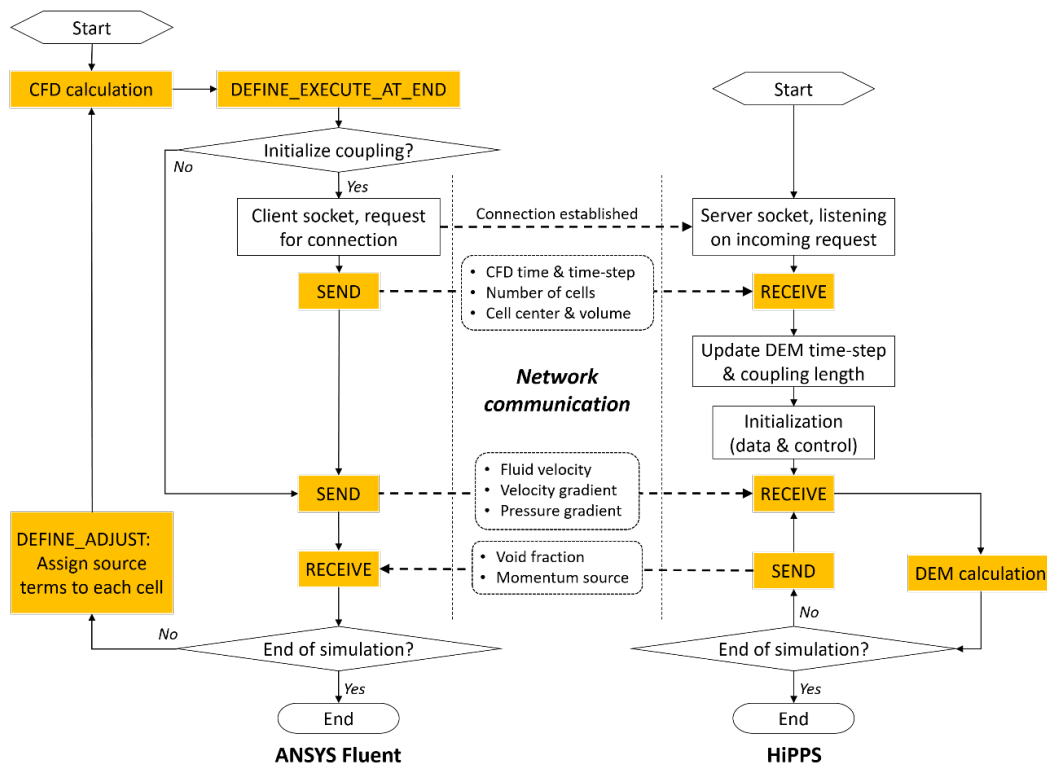 Start
CFD calculation
DEFINE_EXECUTE_AT_END
Initialize coupling?
No
Yes
Client socket, request
for connection
SEND
SEND
RECEIVE
DEFINE_ADJUST:
Assign source
terms to each cell
No
End of simulation?
Yes
End
ANSYS Fluent
Connection established
• CFD time & time-step
• Number of cells
• Cell center & volume
Network
communication
• Fluid velocity
• Velocity gradient
• Pressure gradient
• Void fraction
• Momentum source
Start
Server socket, listening
on incoming request
RECEIVE
Update DEM time-step
& coupling length
Initialization
(data & control)
RECEIVE
SEND
DEM calculation
No
End of simulation?
Yes
End
HiPPS